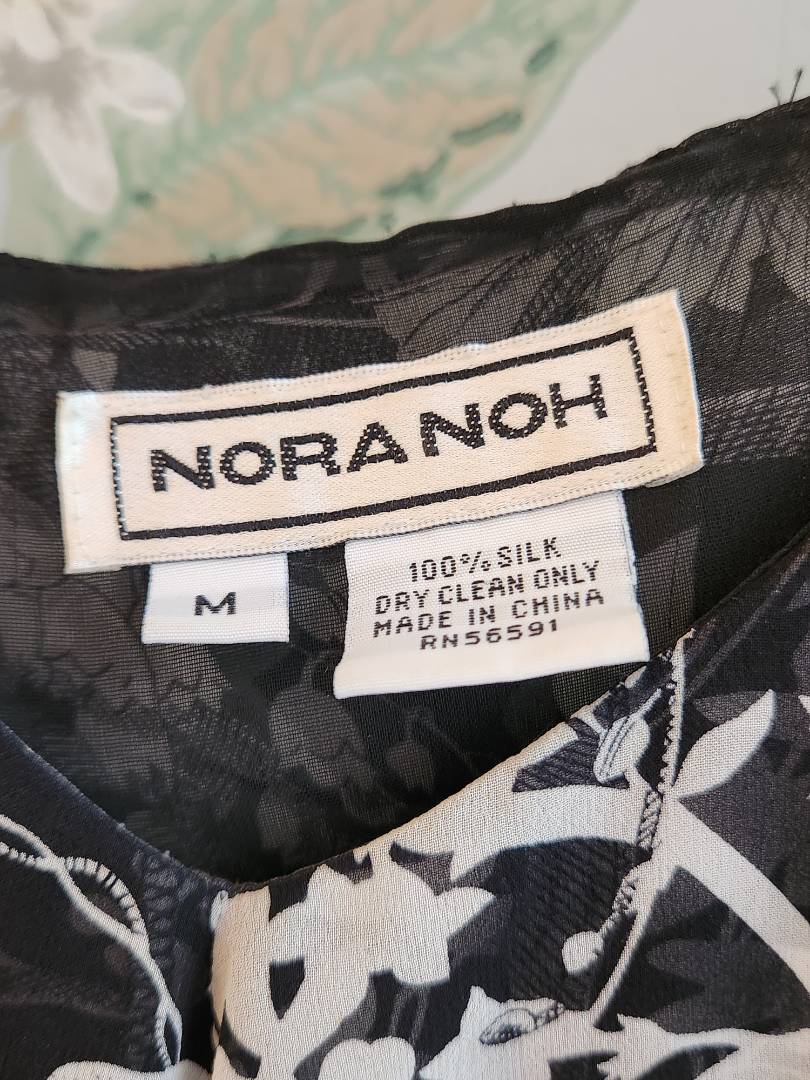 NORA NOH
M
100% SILK
DRY CLEAN ONLY
MADE IN CHINA
RN56591